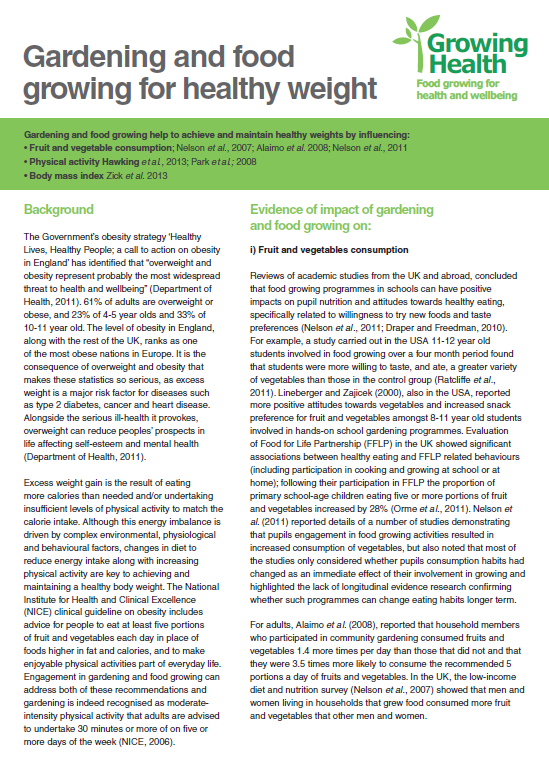 Gardening and food
growing for healthy weight
Growing
Health
Food growing for
health and wellbeing
Gardening and food growing help to achieve and maintain healthy weights by influencing:
• Fruit and vegetable consumption; Nelson et al., 2007; Alaimo et al. 2008; Nelson et al., 2011
• Physical activity Hawking et al., 2013; Park et al.; 2008
• Body mass index Zick et al. 2013
Background
The Government's obesity strategy 'Healthy
Lives, Healthy People; a call to action on obesity
in England' has identified that "overweight and
obesity represent probably the most widespread
threat to health and wellbeing" (Department of
Health, 2011). 61% of adults are overweight or
obese, and 23% of 4-5 year olds and 33% of
10-11 year old. The level of obesity in England,
along with the rest of the UK, ranks as one
of the most obese nations in Europe. It is the
consequence of overweight and obesity that
makes these statistics so serious, as excess
weight is a major risk factor for diseases such
as type 2 diabetes, cancer and heart disease.
Alongside the serious ill-health it provokes,
overweight can reduce peoples' prospects in
life affecting self-esteem and mental health
(Department of Health, 2011).
Excess weight gain is the result of eating
more calories than needed and/or undertaking
insufficient levels of physical activity to match the
calorie intake. Although this energy imbalance is
driven by complex environmental, physiological
and behavioural factors, changes in diet to
reduce energy intake along with increasing
physical activity are key to achieving and
maintaining a healthy body weight. The National
Institute for Health and Clinical Excellence
(NICE) clinical guideline on obesity includes
advice for people to eat at least five portions
of fruit and vegetables each day in place of
foods higher in fat and calories, and to make
enjoyable physical activities part of everyday life.
Engagement in gardening and food growing can
address both of these recommendations and
gardening is indeed recognised as moderate-
intensity physical activity that adults are advised
to undertake 30 minutes or more of on five or
more days of the week (NICE, 2006).
Evidence of impact of gardening
and food growing on:
i) Fruit and vegetables consumption
Reviews of academic studies from the UK and abroad, concluded
that food growing programmes in schools can have positive
impacts on pupil nutrition and attitudes towards healthy eating,
specifically related to willingness to try new foods and taste
preferences (Nelson et al., 2011; Draper and Freedman, 2010).
For example, a study carried out in the USA 11-12 year old
students involved in food growing over a four month period found
that students were more willing to taste, and ate, a greater variety
of vegetables than those in the control group (Ratcliffe et al.,
2011). Lineberger and Zajicek (2000), also in the USA, reported
more positive attitudes towards vegetables and increased snack
preference for fruit and vegetables amongst 8-11 year old students
involved in hands-on school gardening programmes. Evaluation
of Food for Life Partnership (FFLP) in the UK showed significant
associations between healthy eating and FFLP related behaviours
(including participation in cooking and growing at school or at
home); following their participation in FFLP the proportion of
primary school-age children eating five or more portions of fruit
and vegetables increased by 28% (Orme et al., 2011). Nelson et
al. (2011) reported details of a number of studies demonstrating
that pupils engagement in food growing activities resulted in
increased consumption of vegetables, but also noted that most of
the studies only considered whether pupils consumption habits had
changed as an immediate effect of their involvement in growing and
highlighted the lack of longitudinal evidence research confirming
whether such programmes can change eating habits longer term.
For adults, Alaimo et al. (2008), reported that household members
who participated in community gardening consumed fruits and
vegetables 1.4 more times per day than those that did not and that
they were 3.5 times more likely to consume the recommended 5
portions a day of fruits and vegetables. In the UK, the low-income
diet and nutrition survey (Nelson et al., 2007) showed that men and
women living in households that grew food consumed more fruit
and vegetables that other men and women.